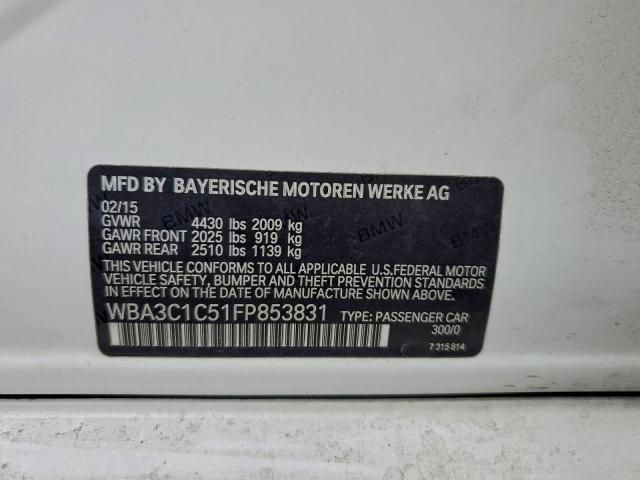 MFD BY BAYERISCHE MOTOREN WERKE AG
02/15
GVWR 4430 lbs 2009 kg
GAWR FRONT 2025 lbs 919 kg
GAWR REAR 2510 lbs 1139 kg
THIS VEHICLE CONFORMS TO ALL APPLICABLE U.S.FEDERAL MOTOR
VEHICLE SAFETY, BUMPER AND THEFT PREVENTION STANDARDS
IN EFFECT ON THE DATE OF MANUFACTURE SHOWN ABOVE.
WBA3C1C51FP853831 TYPE: PASSENGER CAR
300/0
7 315 814